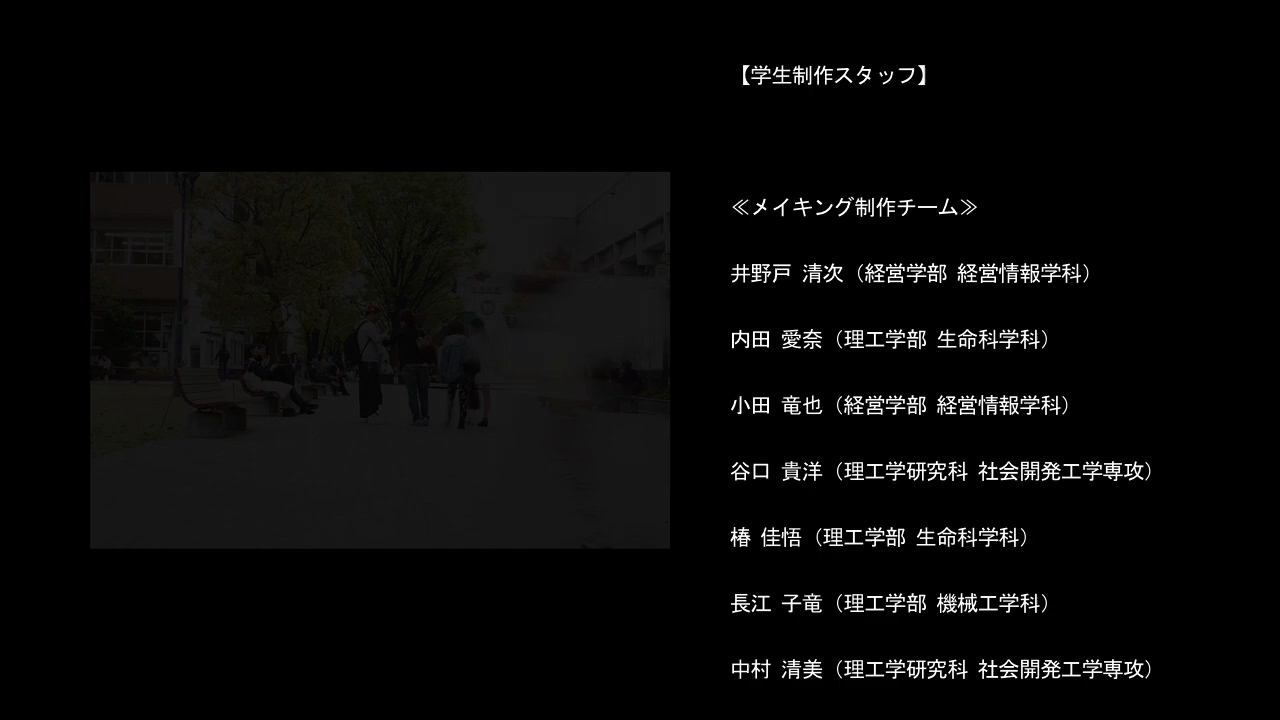 【学生制作スタッフ】
≪メイキング制作チーム≫
井野戸 清次（経営学部 経営情報学科）
内田 愛奈（理工学部 生命科学科）
小田 竜也（経営学部 経営情報学科）
谷口 貴洋（理工学研究科 社会開発工学専攻）
椿 佳悟（理工学部 生命科学科）
長江 子竜（理工学部 機械工学科）
中村 清美（理工学研究科 社会開発工学専攻）